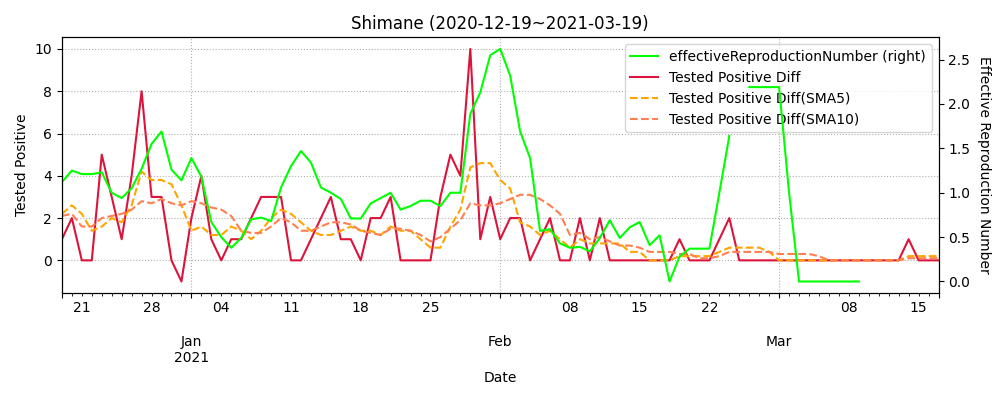 Shimane (2020-12-19~2021-03-19)
effectiveReproductionNumber (right)
Tested Positive Diff
Tested Positive Diff(SMA5)
Tested Positive Diff(SMA10)
10
8
6
4
2
0
Tested Positive
2.5
2.0
1.5
1.0
0.5
0.0
Effective Reproduction Number
21 28 04 11 18 25 08 15 22 08 15
Jan Feb Mar
2021
Date